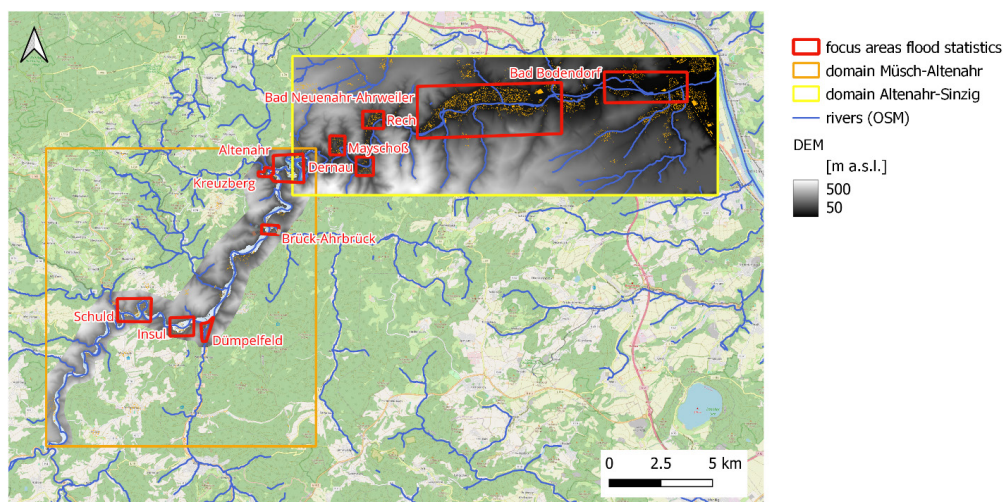 focus areas flood statistics
domain Müsch-Altenahr
domain Altenahr-Sinzig
rivers (OSM)
DEM
[m a.s.l.]
500
50
Bad Bodendorf
Bad Neuenahr-Ahrweiler
Rech
Mayschoß
Altenahr
Dernau
Kreuzberg
Brück-Ahrbrück
Schuld
Insul
Dümpelfeld
0 2.5 5 km